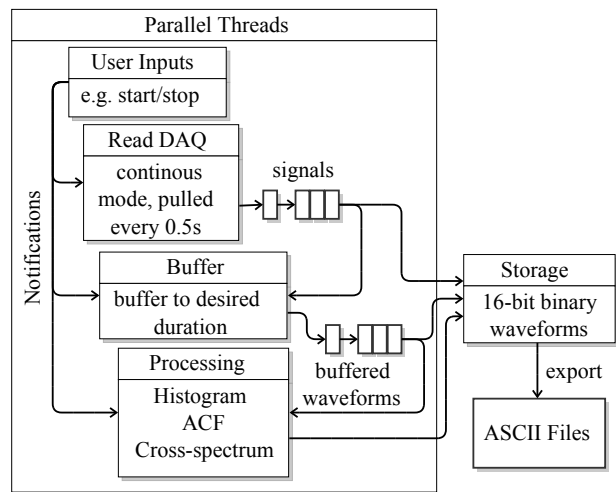 Parallel Threads
User Inputs
e.g. start/stop
Read DAQ
continous
mode, pulled
every 0.5s
signals
Notifications
Buffer
buffer to desired
duration
Storage
16-bit binary
waveforms
buffered
waveforms
Processing
Histogram
ACF
Cross-spectrum
export
ASCII Files